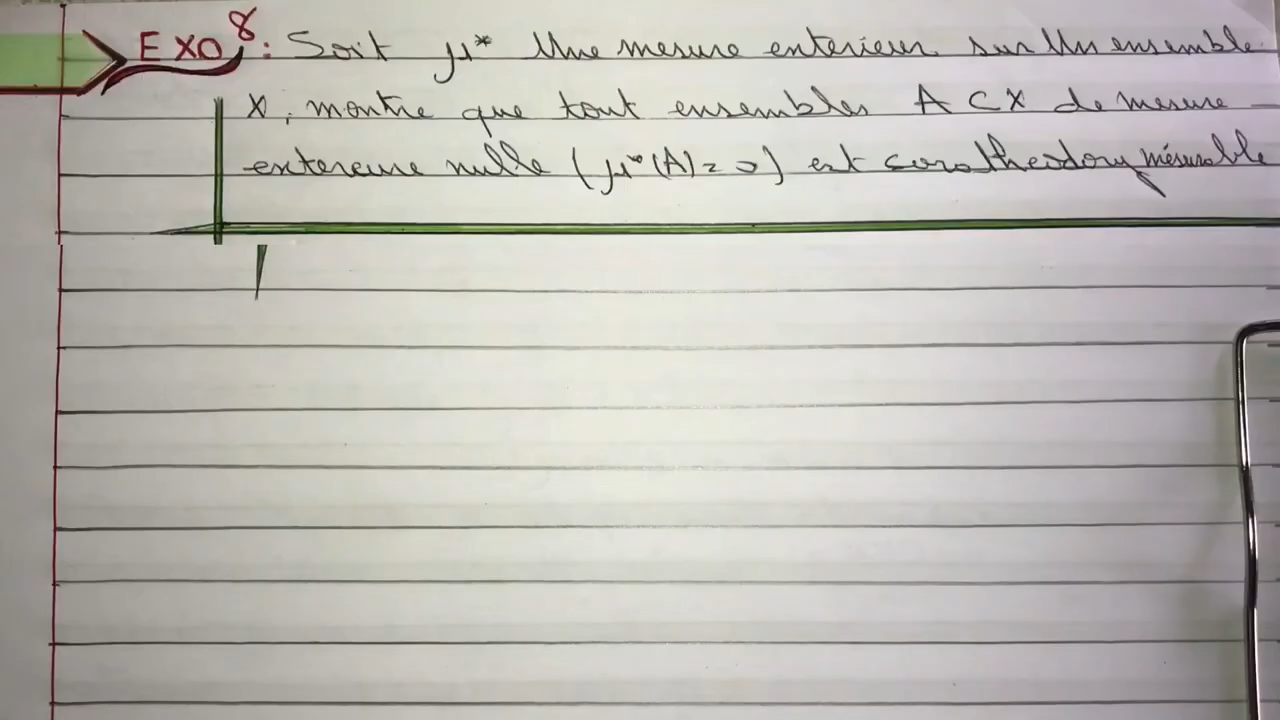 EXO 8: Soit μ* Une mesure exterieur sur Un ensemble
X, montre que tout ensembles A ⊂ X de mesure
extereure nulle (μ*(A) = 0) est caratheodory mésurable